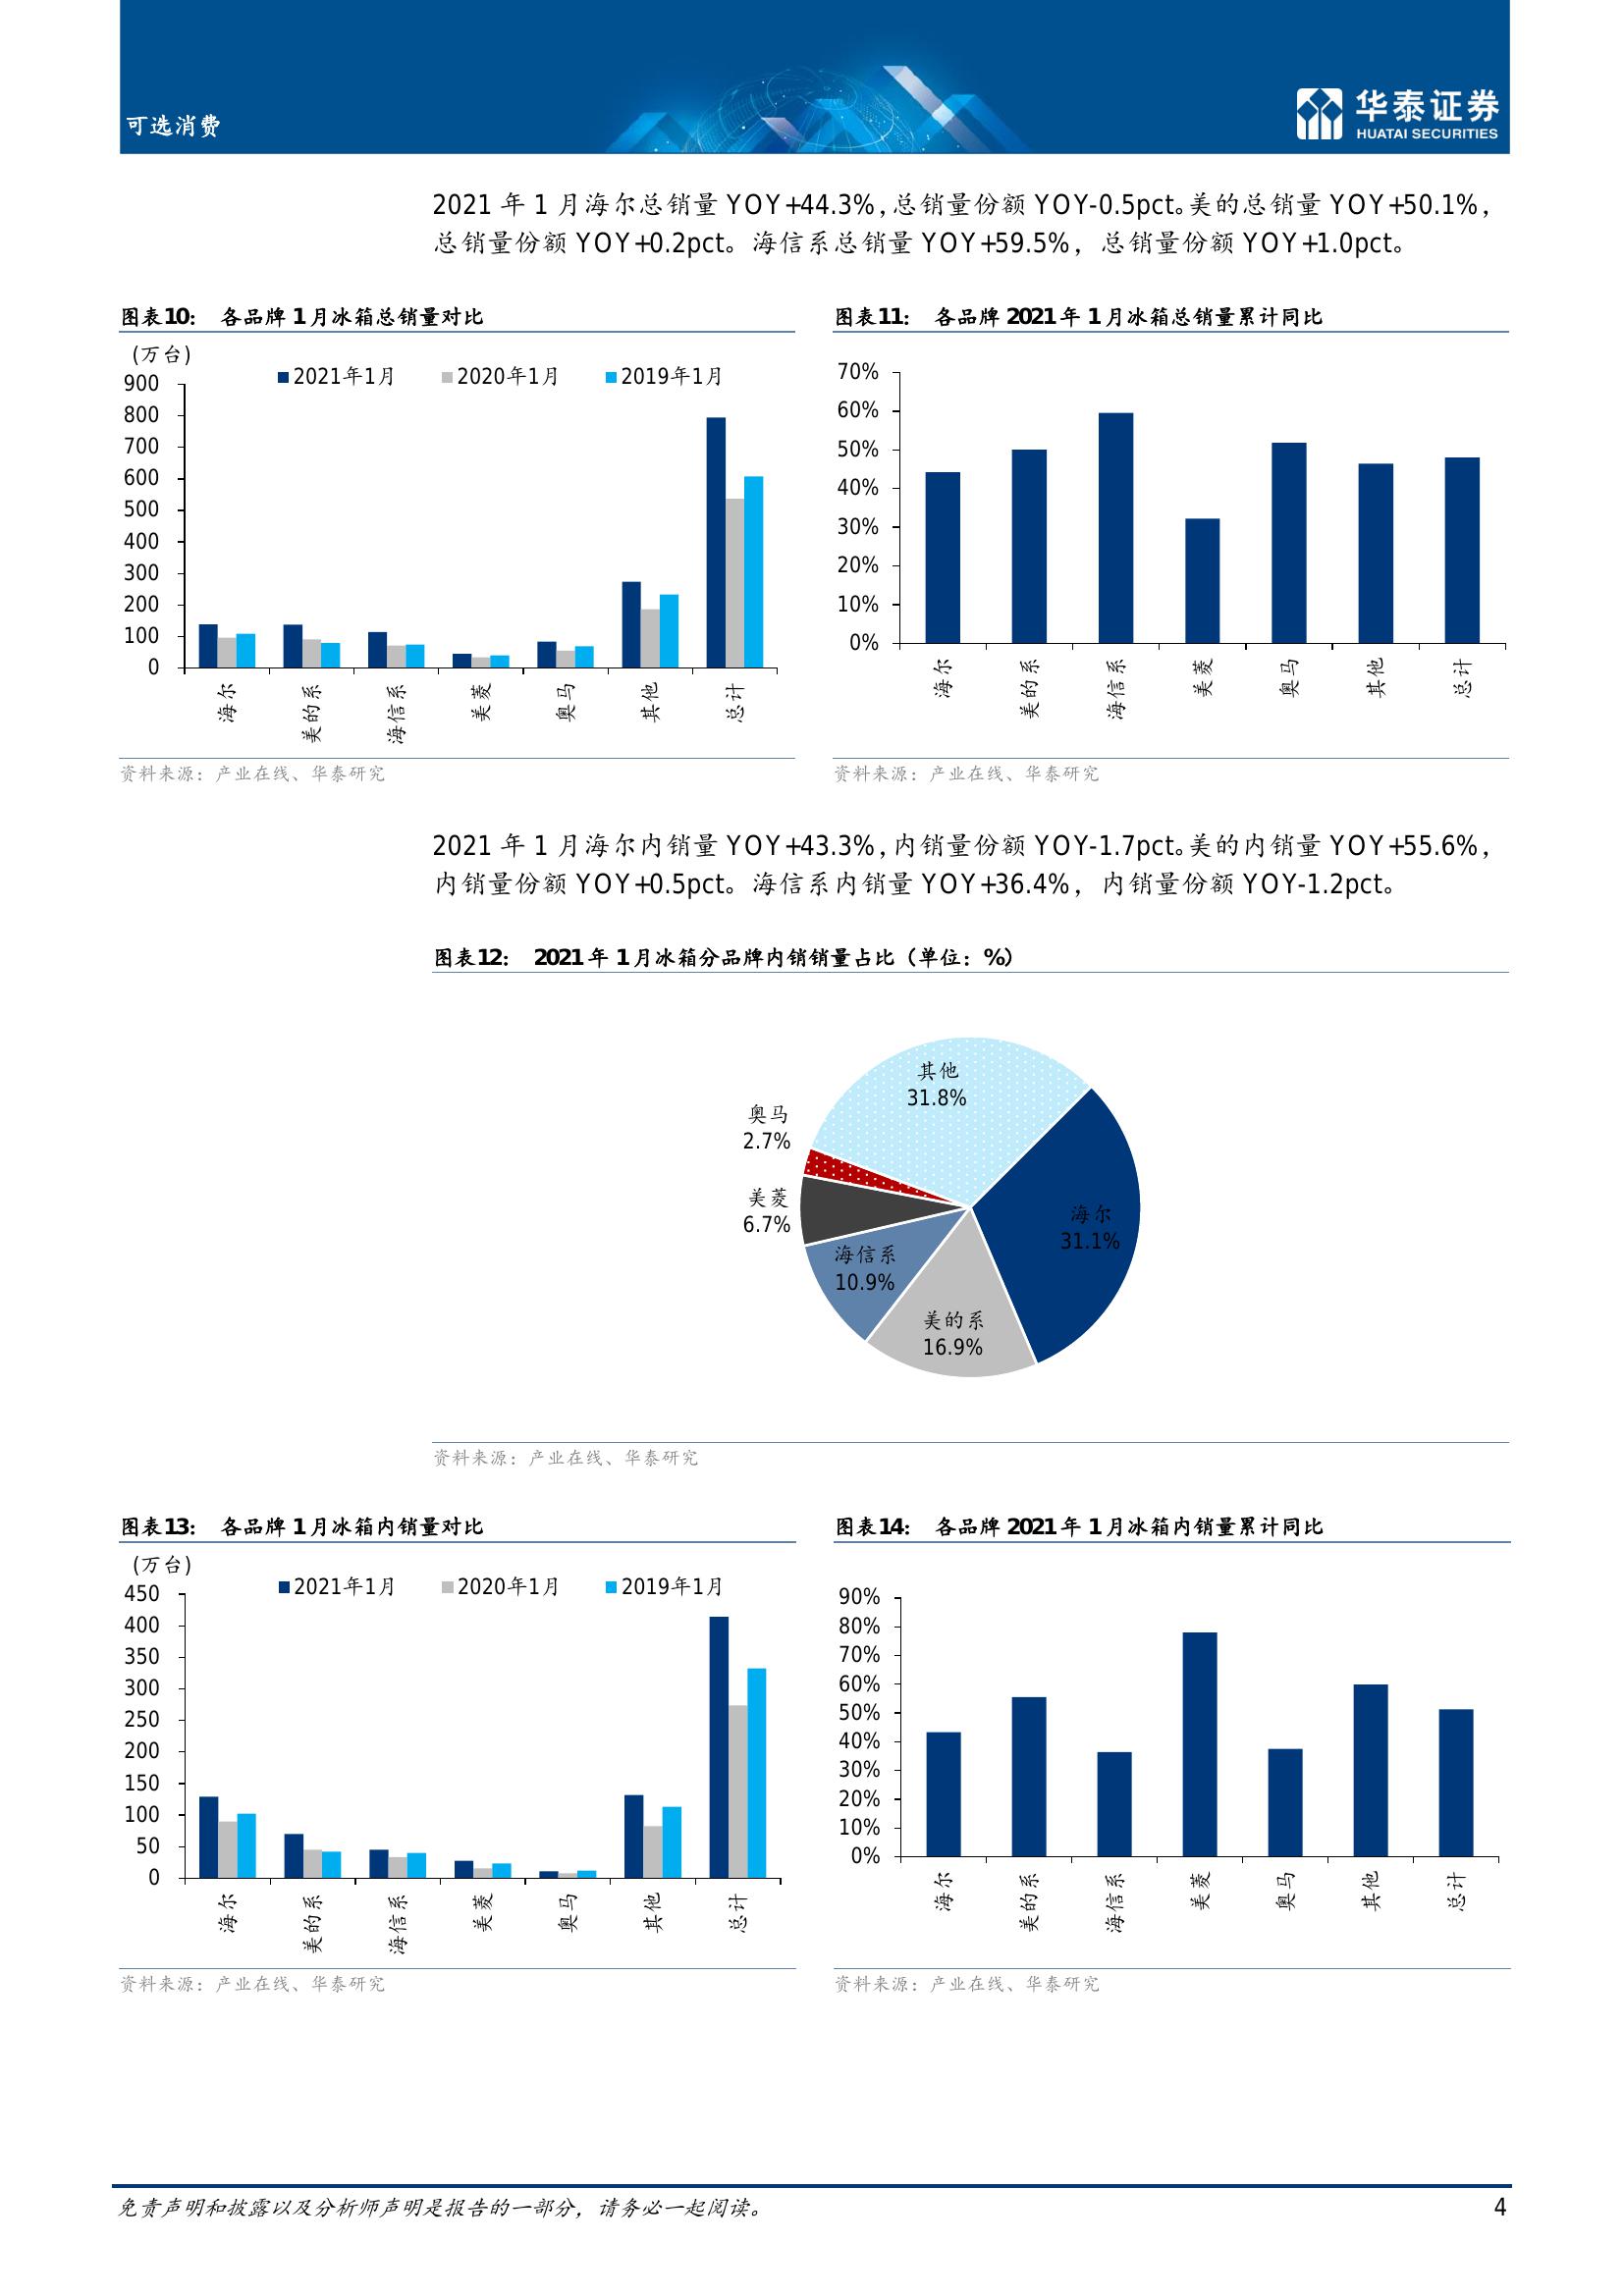 可选消费
华泰证券
HUATAI SECURITIES
2021 年 1 月海尔总销量 YOY+44.3%，总销量份额 YOY-0.5pct。美的总销量 YOY+50.1%，
总销量份额 YOY+0.2pct。海信系总销量 YOY+59.5%，总销量份额 YOY+1.0pct。
图表10： 各品牌 1 月冰箱总销量对比
(万台)
2021年1月 2020年1月 2019年1月
900
800
700
600
500
400
300
200
100
0
海尔 美的系 海信系 美菱 奥马 其他 总计
资料来源：产业在线、华泰研究
图表11： 各品牌 2021 年 1 月冰箱总销量累计同比
70%
60%
50%
40%
30%
20%
10%
0%
海尔 美的系 海信系 美菱 奥马 其他 总计
资料来源：产业在线、华泰研究
2021 年 1 月海尔内销量 YOY+43.3%，内销量份额 YOY-1.7pct。美的内销量 YOY+55.6%，
内销量份额 YOY+0.5pct。海信系内销量 YOY+36.4%，内销量份额 YOY-1.2pct。
图表12： 2021 年 1 月冰箱分品牌内销销量占比（单位：%）
其他
31.8%
奥马
2.7%
美菱
6.7%
海尔
31.1%
海信系
10.9%
美的系
16.9%
资料来源：产业在线、华泰研究
图表13： 各品牌 1 月冰箱内销量对比
(万台)
2021年1月 2020年1月 2019年1月
450
400
350
300
250
200
150
100
50
0
海尔 美的系 海信系 美菱 奥马 其他 总计
资料来源：产业在线、华泰研究
图表14： 各品牌 2021 年 1 月冰箱内销量累计同比
90%
80%
70%
60%
50%
40%
30%
20%
10%
0%
海尔 美的系 海信系 美菱 奥马 其他 总计
资料来源：产业在线、华泰研究
免责声明和披露以及分析师声明是报告的一部分，请务必一起阅读。
4